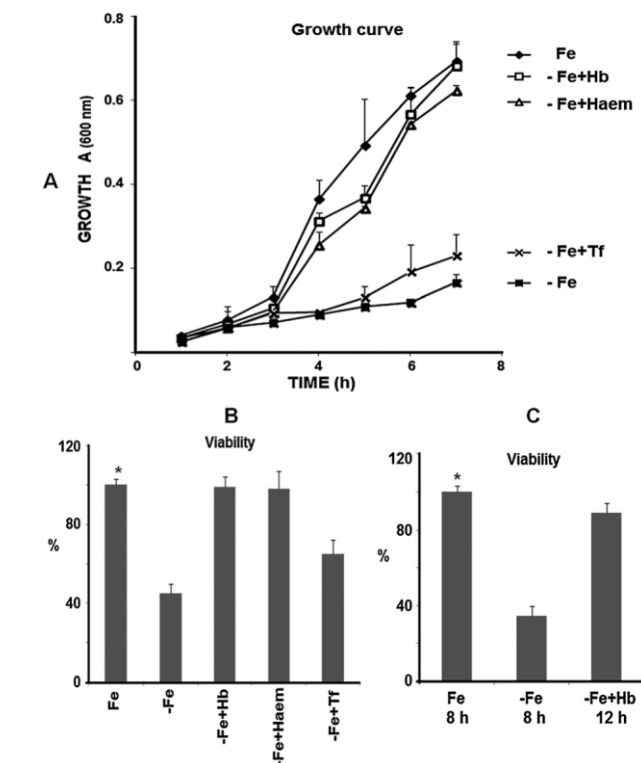 0.8
Growth curve
Fe
- Fe+Hb
- Fe+Haem
0.6
A
GROWTH A (600 nm)
0.4
0.2
- Fe+Tf
- Fe
0
2
4
6
8
TIME (h)
B
Viability
120
*
%
80
40
0
Fe
-Fe
-Fe+Hb
-Fe+Haem
-Fe+Tf
C
Viability
120
*
%
80
40
0
Fe -Fe -Fe+Hb
8 h 8 h 12 h